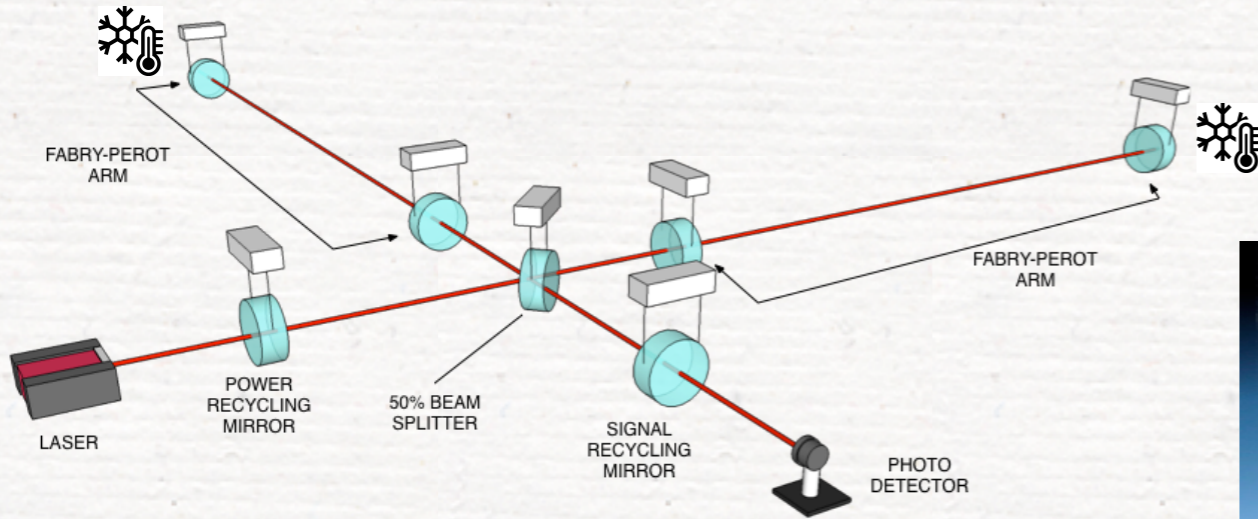 FABRY-PEROT
ARM
FABRY-PEROT
ARM
POWER
RECYCLING
MIRROR
50% BEAM
SPLITTER
LASER
SIGNAL
RECYCLING
MIRROR
PHOTO
DETECTOR